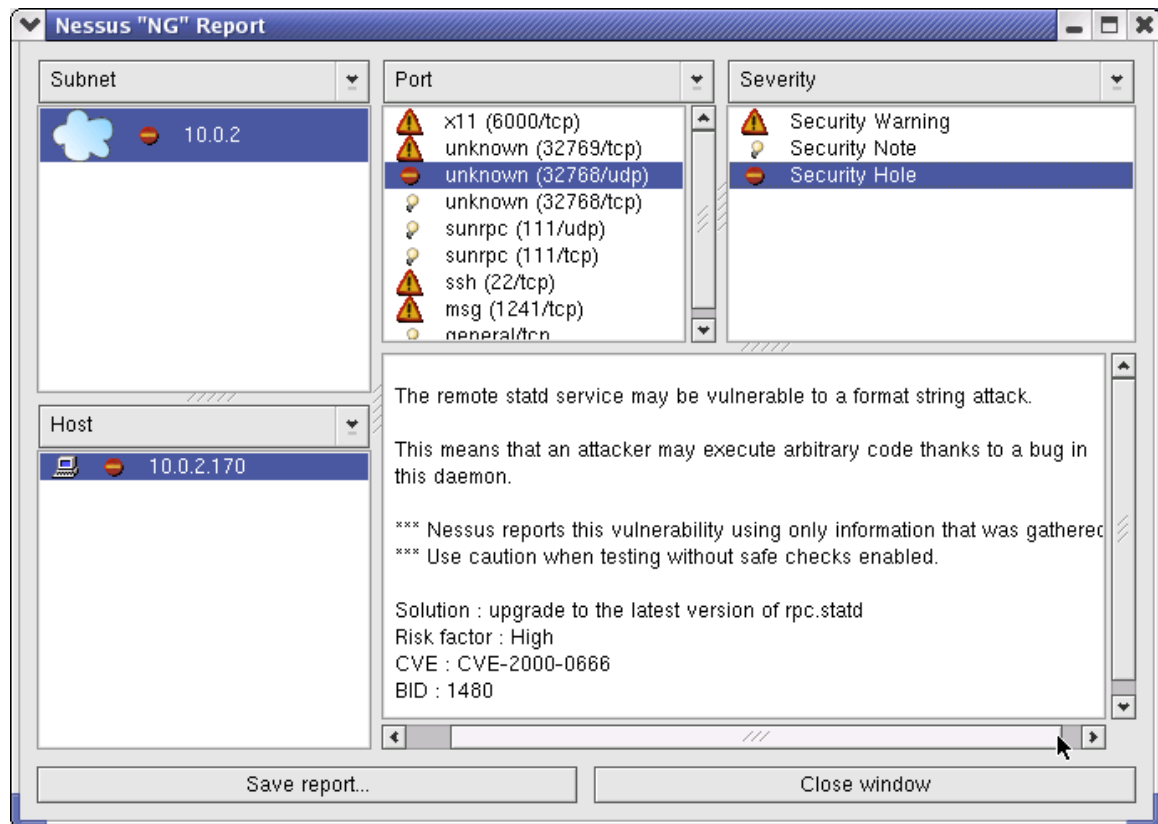 Nessus "NG" Report
Subnet
10.0.2
Port
x11 (6000/tcp)
unknown (32769/tcp)
unknown (32768/udp)
unknown (32768/tcp)
sunrpc (111/udp)
sunrpc (111/tcp)
ssh (22/tcp)
msg (1241/tcp)
general/tcp
Severity
Security Warning
Security Note
Security Hole
Host
10.0.2.170
The remote statd service may be vulnerable to a format string attack.
This means that an attacker may execute arbitrary code thanks to a bug in
this daemon.
*** Nessus reports this vulnerability using only information that was gathered
*** Use caution when testing without safe checks enabled.
Solution : upgrade to the latest version of rpc.statd
Risk factor : High
CVE : CVE-2000-0666
BID : 1480
Save report...
Close window